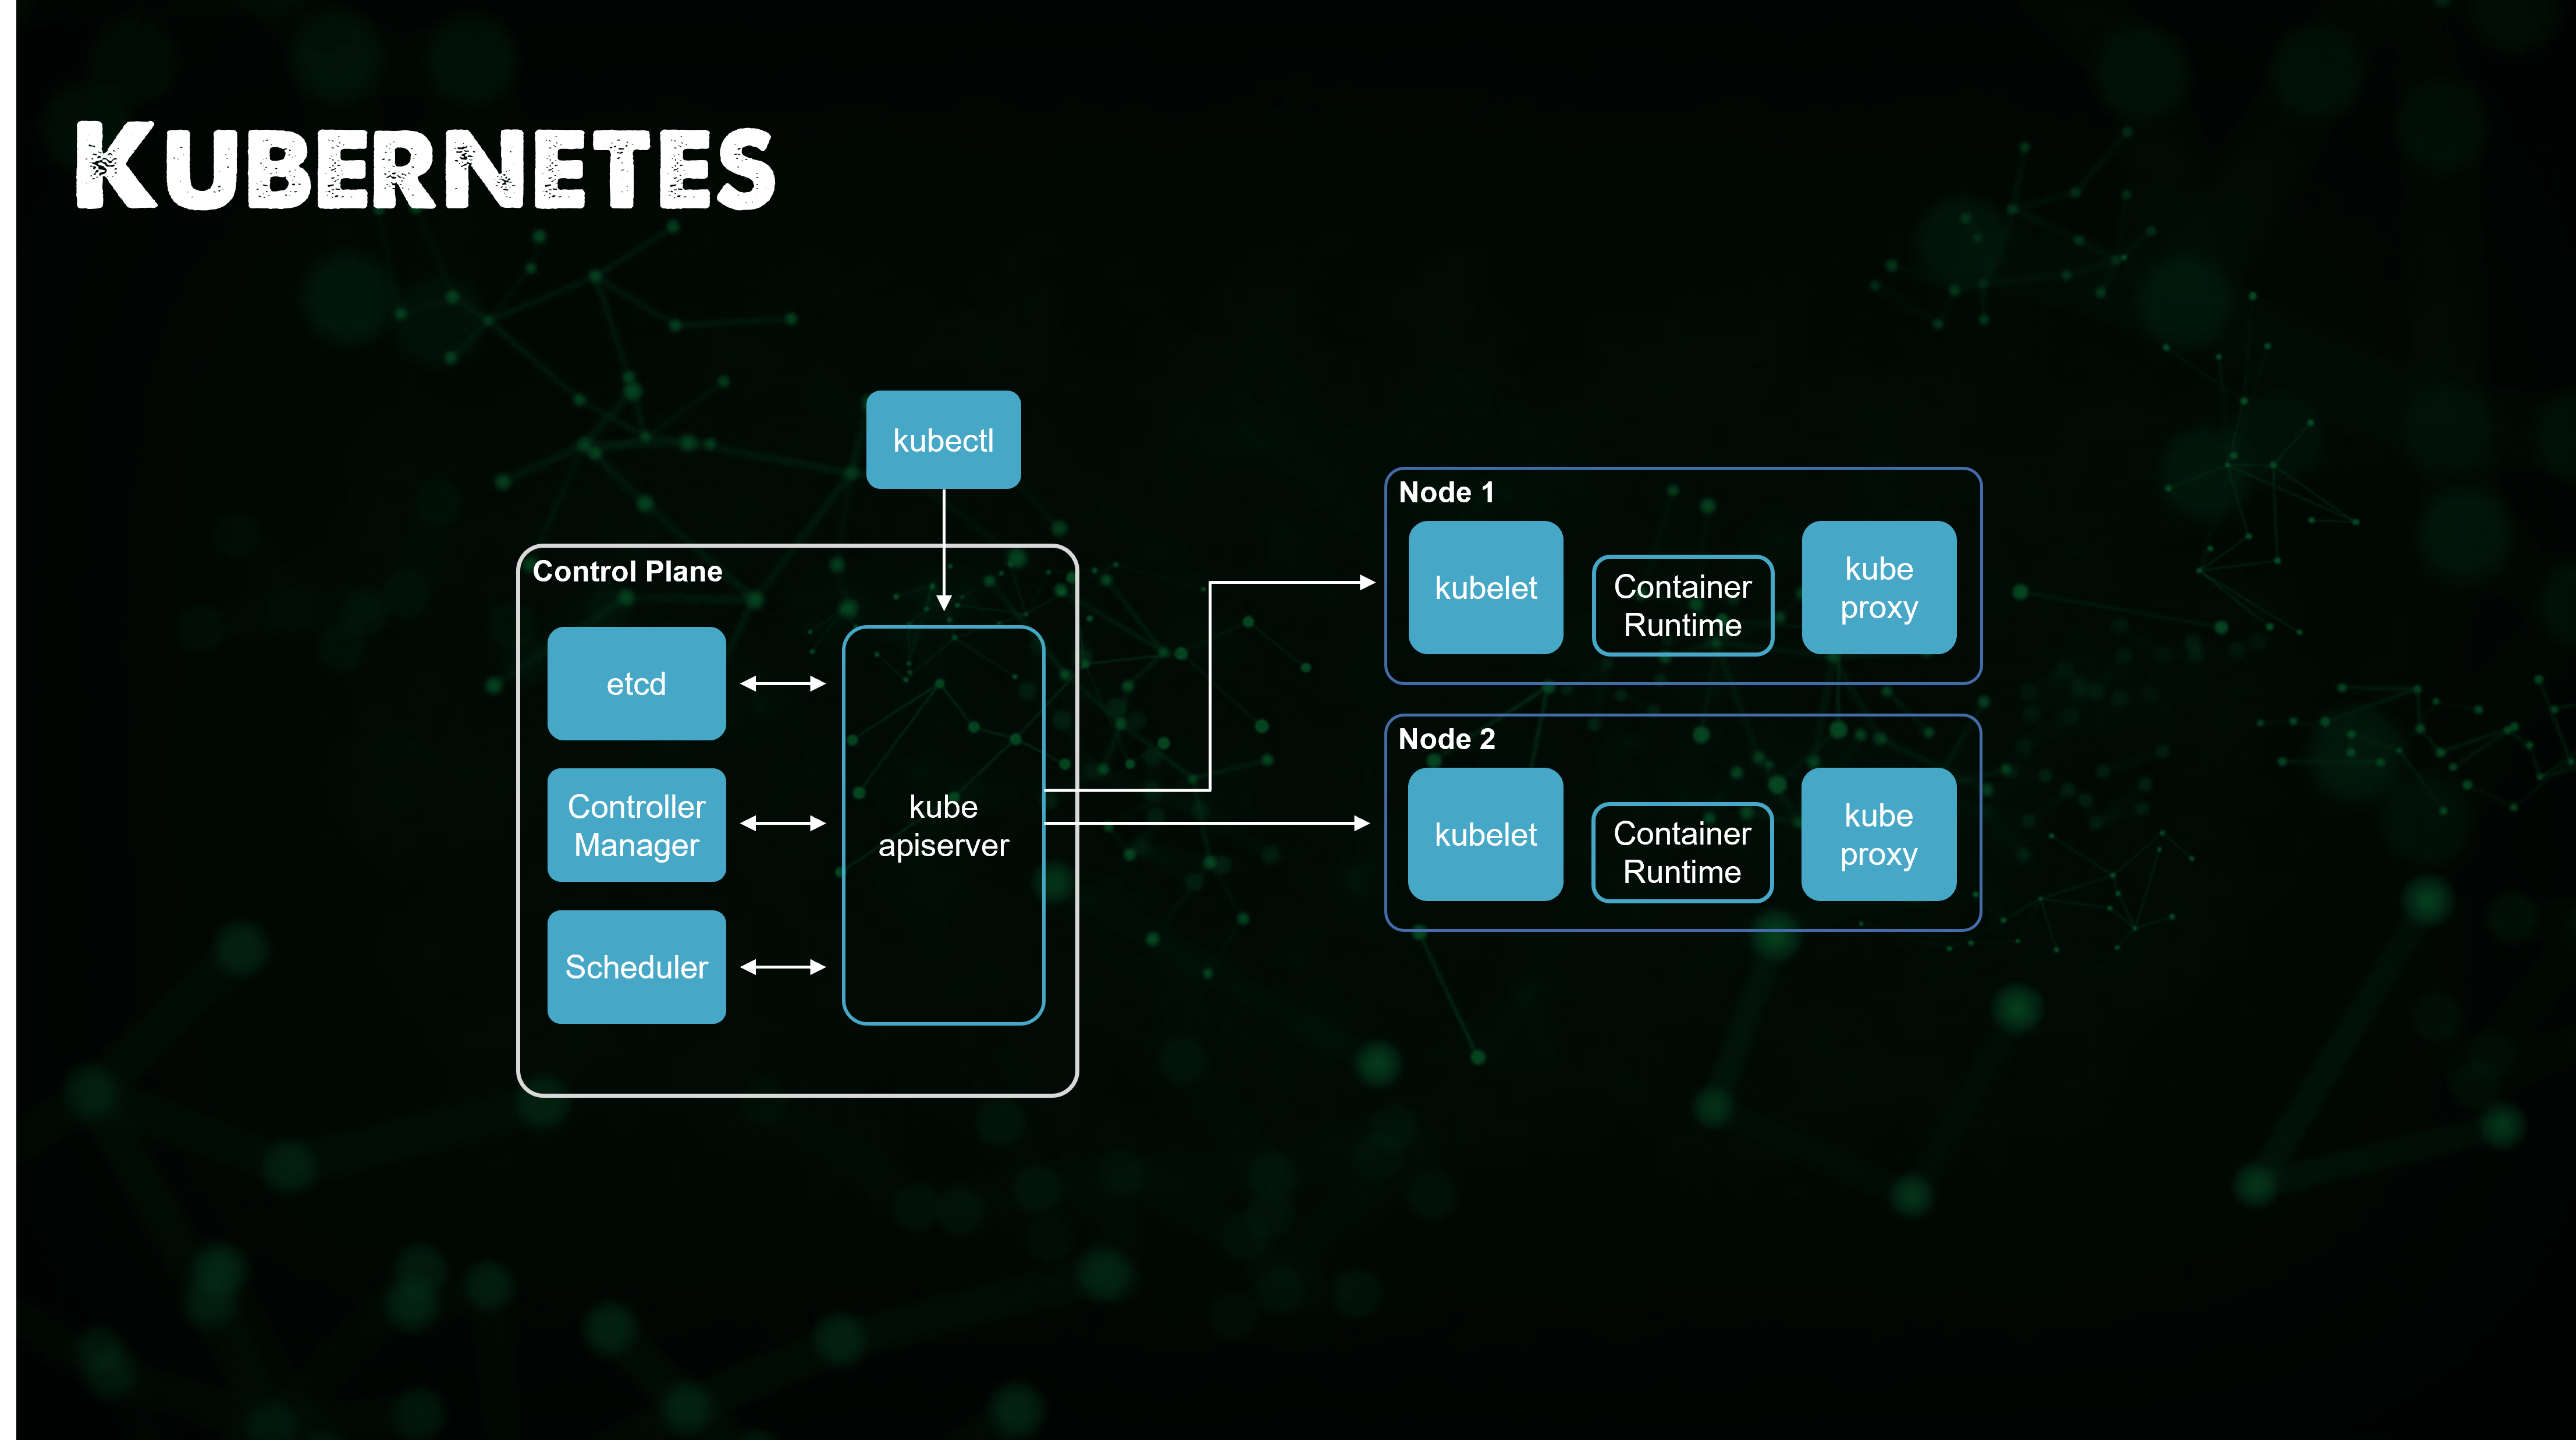 KUBERNETES
kubectl
Control Plane
etcd
Controller
Manager
Scheduler
kube
apiserver
Node 1
kubelet
Container
Runtime
kube
proxy
Node 2
kubelet
Container
Runtime
kube
proxy